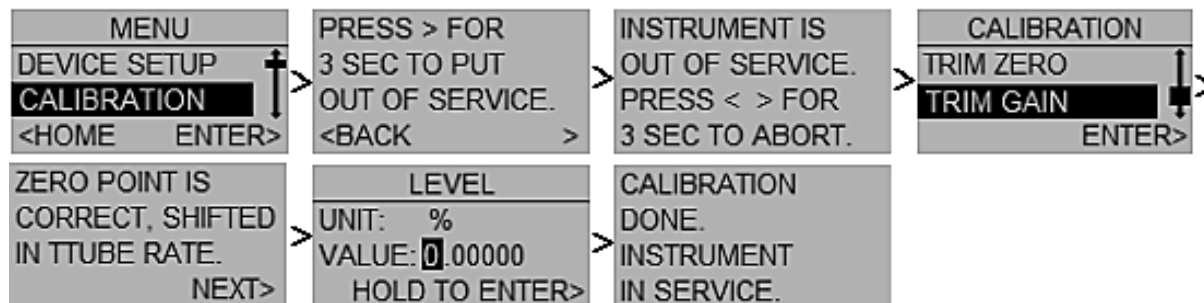 MENU
DEVICE SETUP
CALIBRATION
<HOME ENTER>
>
PRESS > FOR
3 SEC TO PUT
OUT OF SERVICE.
<BACK >
>
INSTRUMENT IS
OUT OF SERVICE.
PRESS < > FOR
3 SEC TO ABORT.
>
CALIBRATION
TRIM ZERO
TRIM GAIN
ENTER>
>
ZERO POINT IS
CORRECT, SHIFTED
IN TTUBE RATE.
NEXT>
>
LEVEL
UNIT: %
VALUE: 0.00000
HOLD TO ENTER>
>
CALIBRATION
DONE.
INSTRUMENT
IN SERVICE.